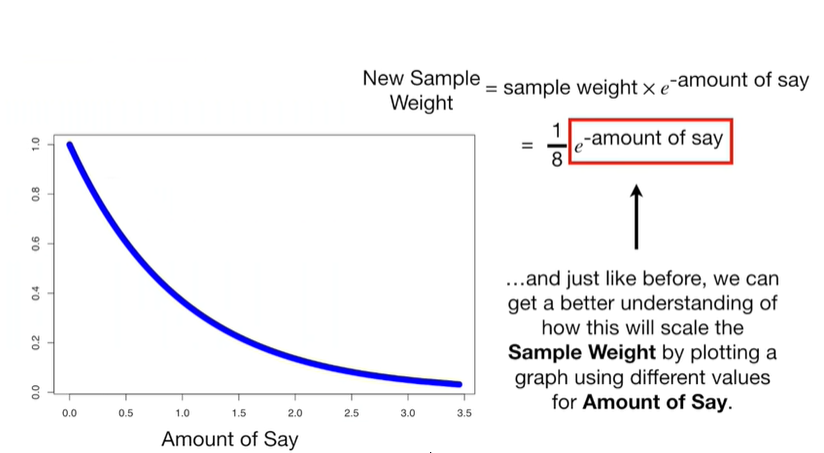 New Sample
Weight
= sample weight × e^-amount of say
= 1/8 e^-amount of say
...and just like before, we can
get a better understanding of
how this will scale the
Sample Weight by plotting a
graph using different values
for Amount of Say.
1.0
0.8
0.6
0.4
0.2
0.0
0.0 0.5 1.0 1.5 2.0 2.5 3.0 3.5
Amount of Say